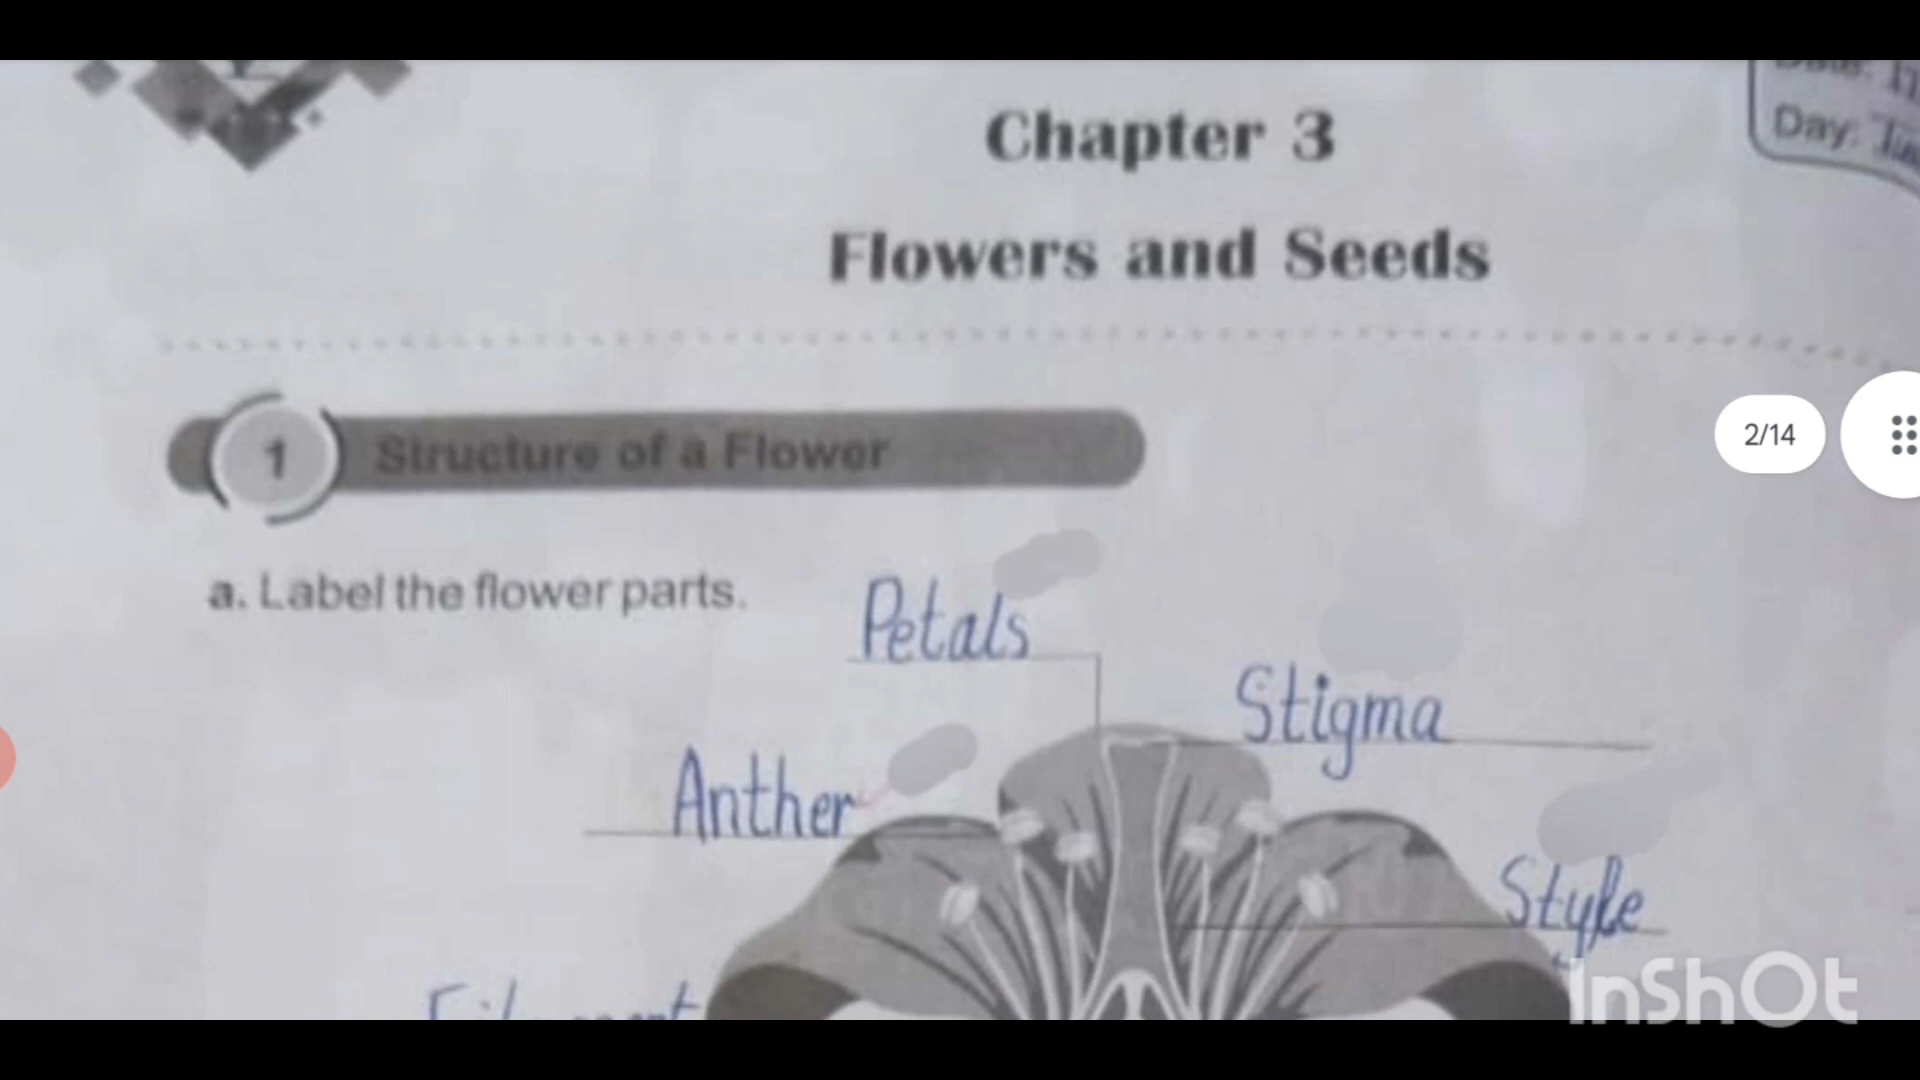 Chapter 3
Day:
Flowers and Seeds
1 Structure of a Flower
2/14
a. Label the flower parts.
Petals
Stigma
Anther
Style
Filament
InShOt